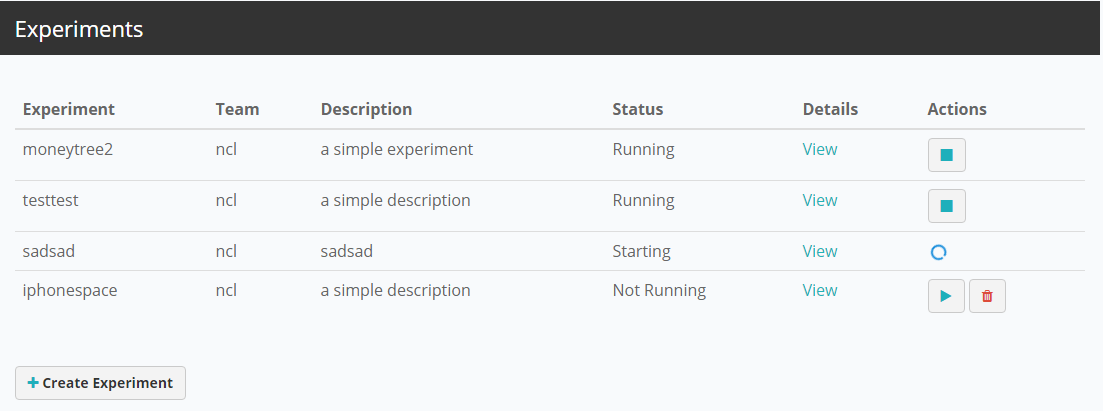 Experiments
Experiment Team Description Status Details Actions
moneytree2 ncl a simple experiment Running View
testtest ncl a simple description Running View
sadsad ncl sadsad Starting View
iphonespace ncl a simple description Not Running View
Create Experiment